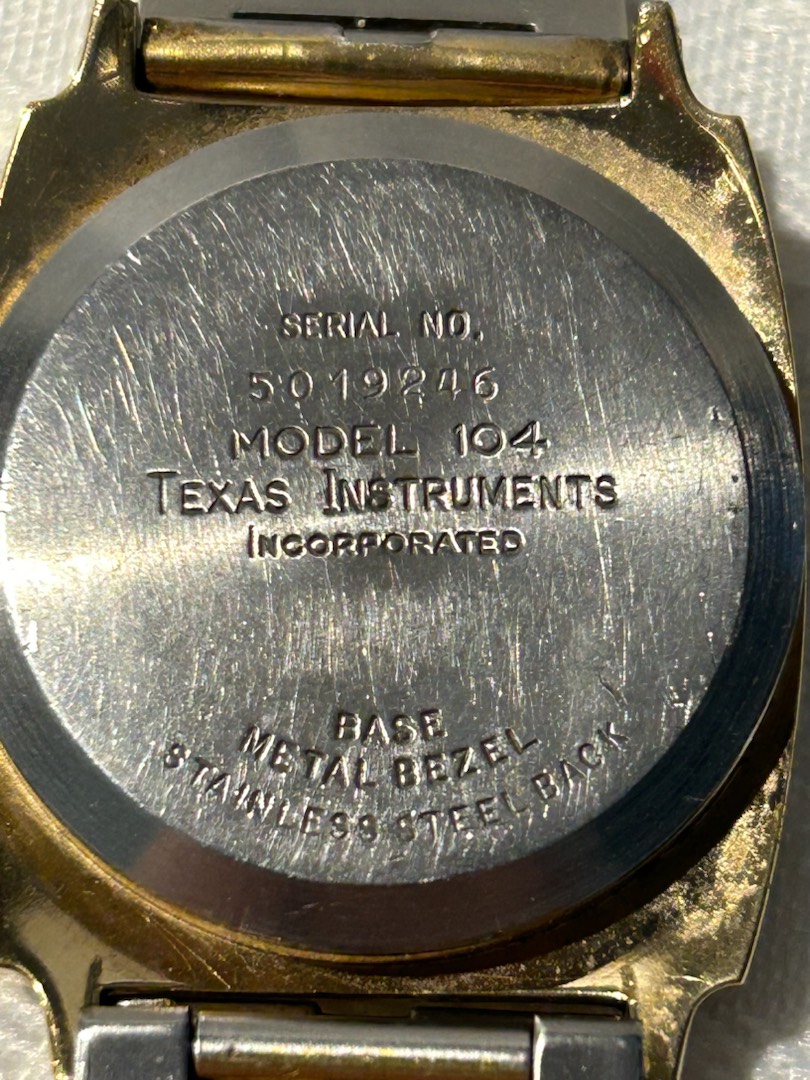 SERIAL NO.
5019246
MODEL 104
TEXAS INSTRUMENTS
INCORPORATED
BASE
METAL BEZEL
STAINLESS STEEL BACK